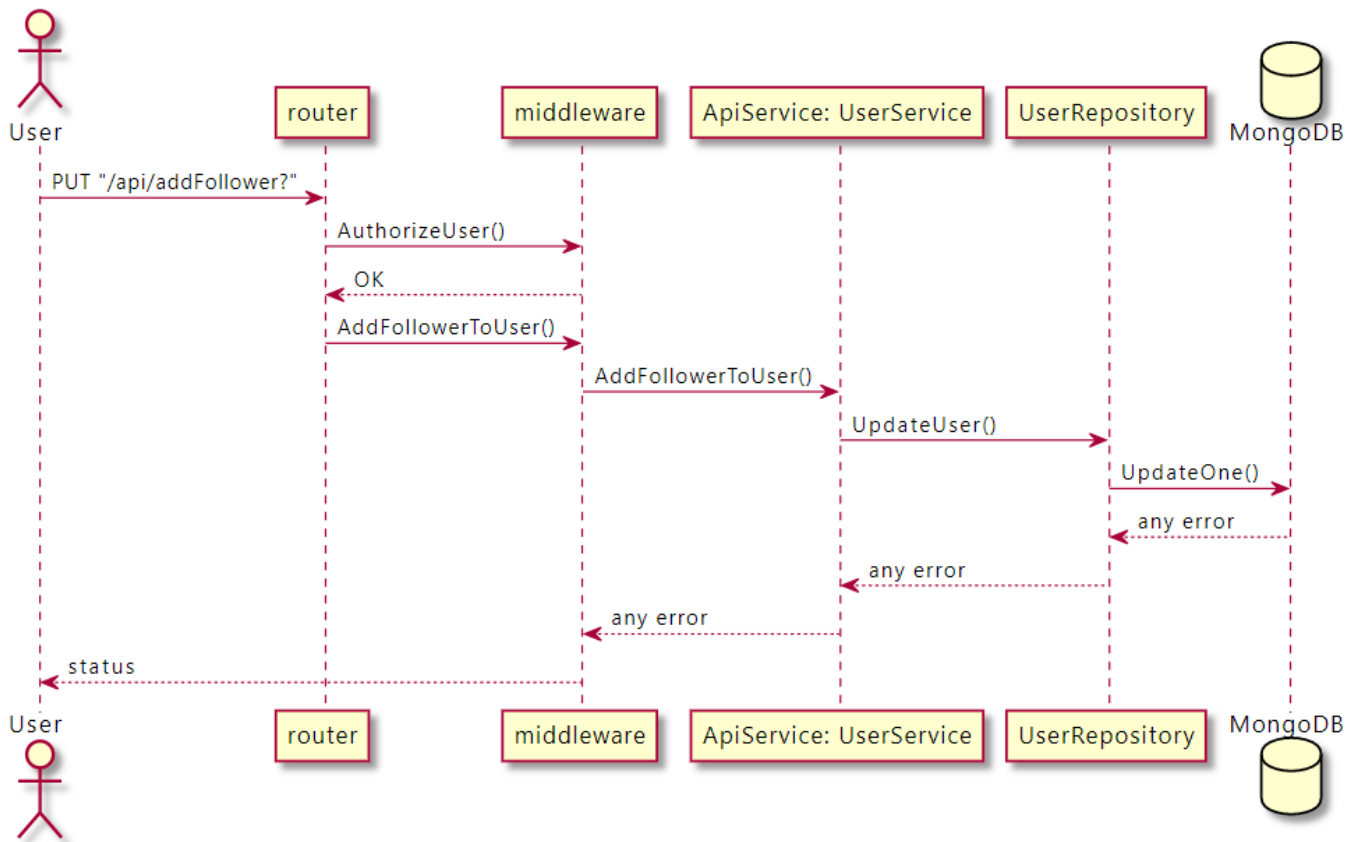 User
router
middleware
ApiService: UserService
UserRepository
MongoDB
PUT "/api/addFollower?"
AuthorizeUser()
OK
AddFollowerToUser()
AddFollowerToUser()
UpdateUser()
UpdateOne()
any error
any error
any error
status
User
router
middleware
ApiService: UserService
UserRepository
MongoDB